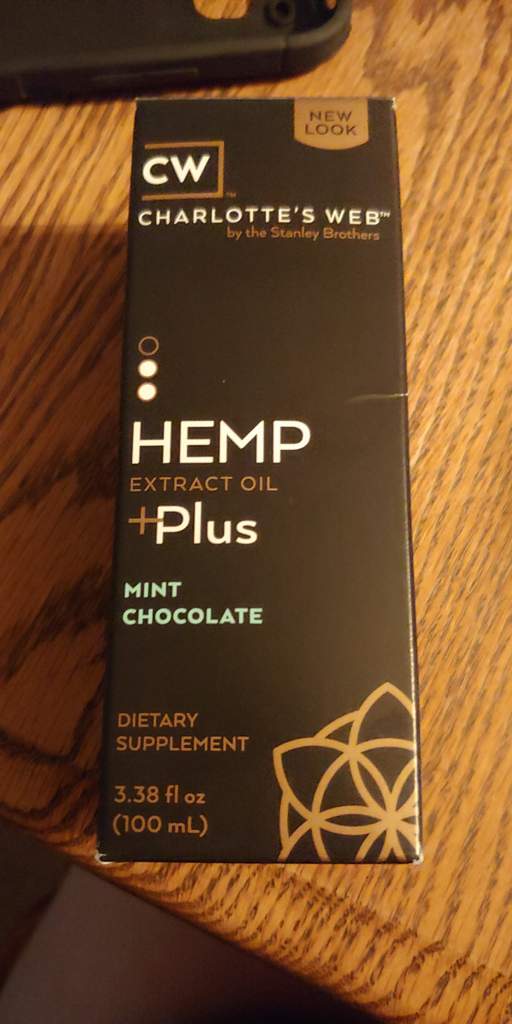 NEW
LOOK
CW™
CHARLOTTE'S WEB™
by the Stanley Brothers
HEMP
EXTRACT OIL
+Plus
MINT
CHOCOLATE
DIETARY
SUPPLEMENT
3.38 fl oz
(100 mL)